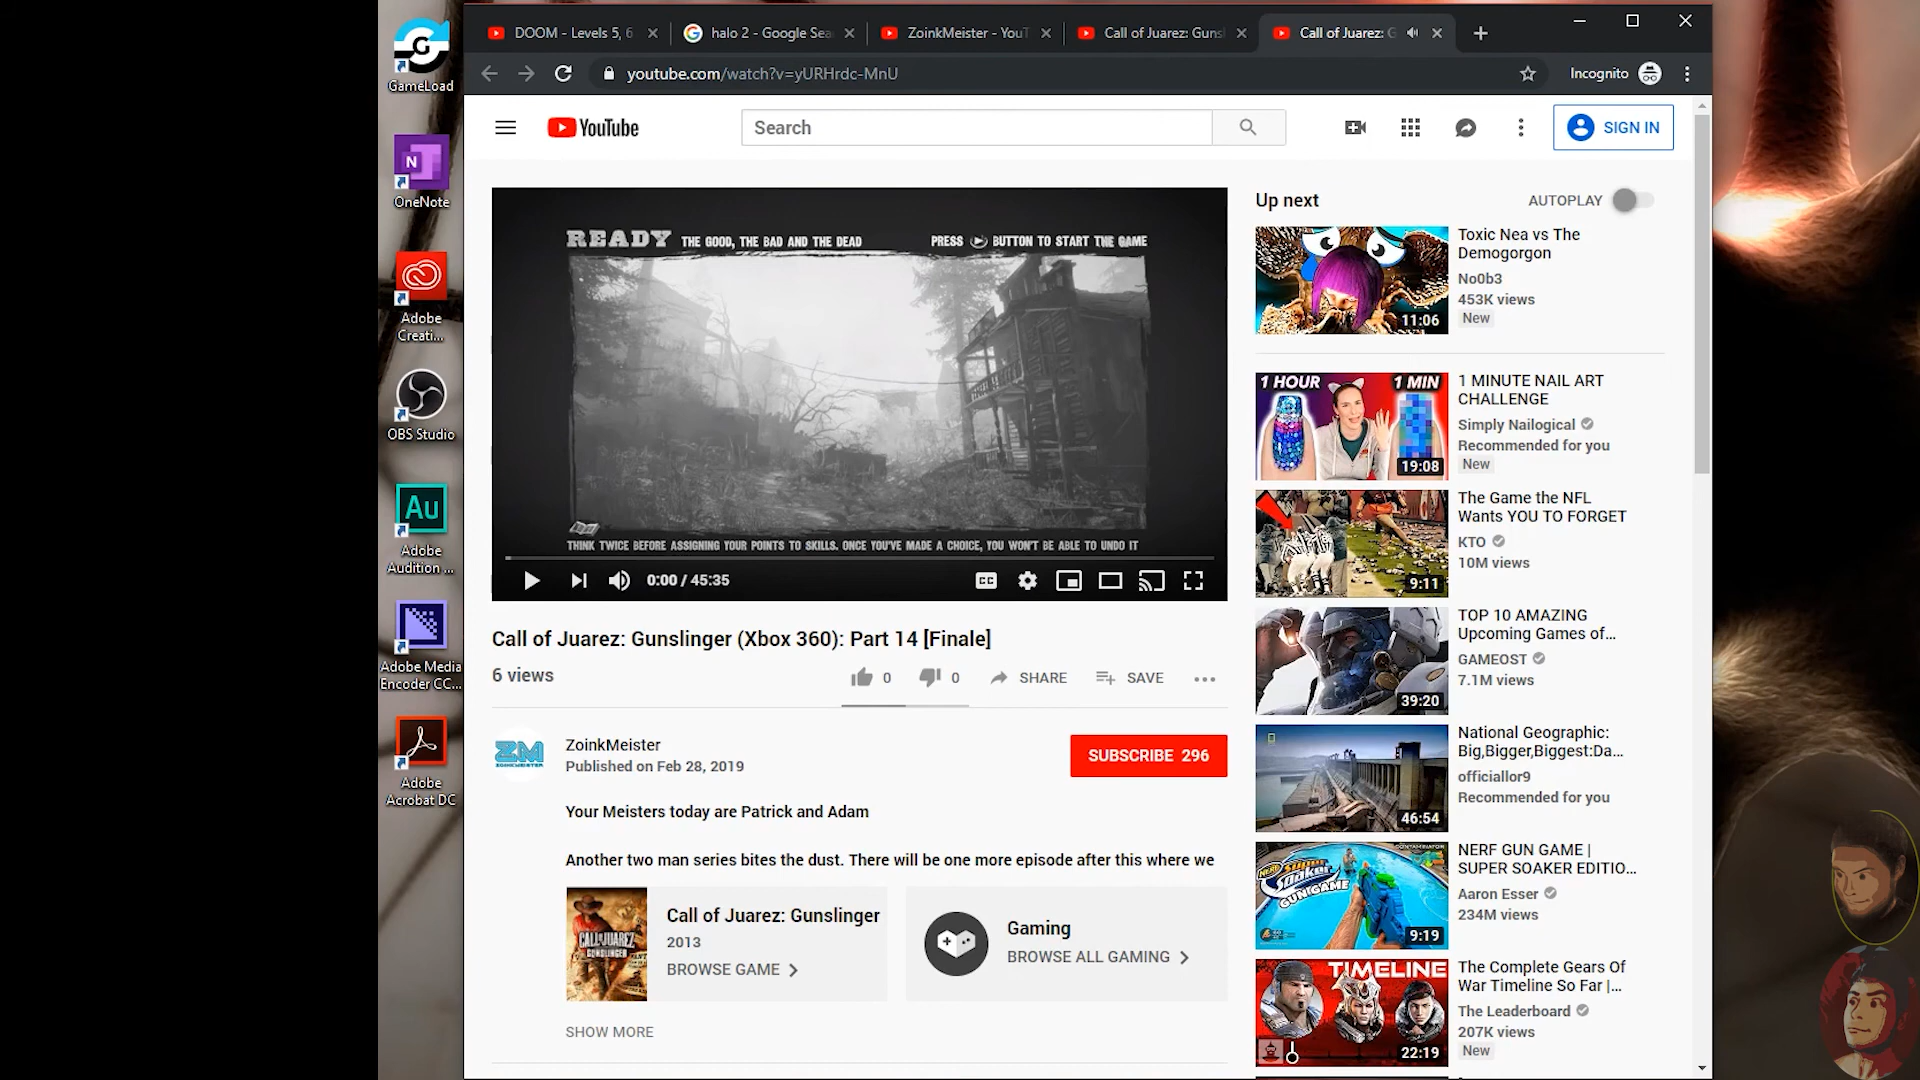 GameLoad
OneNote
Adobe
Creati...
OBS Studio
Adobe
Audition ...
Adobe Media
Encoder CC...
Adobe
Acrobat DC
DOOM - Levels 5, 6
halo 2 - Google Sea
ZoinkMeister - YouT
Call of Juarez: Guns
Call of Juarez: G
youtube.com/watch?v=yURHrdc-MnU
Incognito
YouTube
Search
SIGN IN
READY THE GOOD, THE BAD AND THE DEAD
PRESS BUTTON TO START THE GAME
THINK TWICE BEFORE ASSIGNING YOUR POINTS TO SKILLS. ONCE YOU'VE MADE A CHOICE, YOU WON'T BE ABLE TO UNDO IT
0:00 / 45:35
CC
Call of Juarez: Gunslinger (Xbox 360): Part 14 [Finale]
6 views
0
0
SHARE
SAVE
ZM
ZOINKMEISTER
ZoinkMeister
Published on Feb 28, 2019
SUBSCRIBE 296
Your Meisters today are Patrick and Adam
Another two man series bites the dust. There will be one more episode after this where we
CALL OF JUAREZ
GUNSLINGER
Call of Juarez: Gunslinger
2013
BROWSE GAME
Gaming
BROWSE ALL GAMING
SHOW MORE
Up next
AUTOPLAY
11:06
Toxic Nea vs The
Demogorgon
No0b3
453K views
New
1 HOUR
1 MIN
19:08
1 MINUTE NAIL ART
CHALLENGE
Simply Nailogical
Recommended for you
New
9:11
The Game the NFL
Wants YOU TO FORGET
KTO
10M views
39:20
TOP 10 AMAZING
Upcoming Games of...
GAMEOST
7.1M views
46:54
National Geographic:
Big,Bigger,Biggest:Da...
officiallor9
Recommended for you
NERF
SUPER
SOAKER
GUN GAME
9:19
NERF GUN GAME |
SUPER SOAKER EDITIO...
Aaron Esser
234M views
TIMELINE
22:19
The Complete Gears Of
War Timeline So Far |...
The Leaderboard
207K views
New